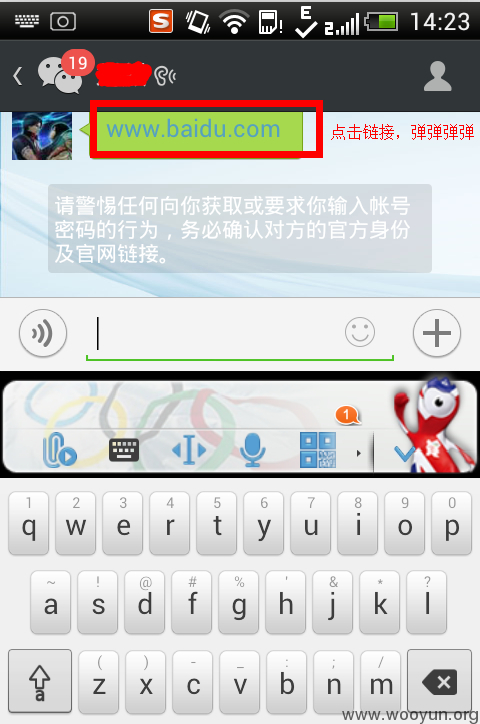 E
14:23
19
www.baidu.com
点击链接，弹弹弹弹
请警惕任何向你获取或要求你输入帐号
密码的行为，务必确认对方的官方身份
及官网链接。
1
1 2 3 4 5 6 7 8 9 0
q w e r t y u i o p
~ ! @ # % ' & * ?
a s d f g h j k l
( ) - _ : ; /
a z x c v b n m
www.wooyun.org